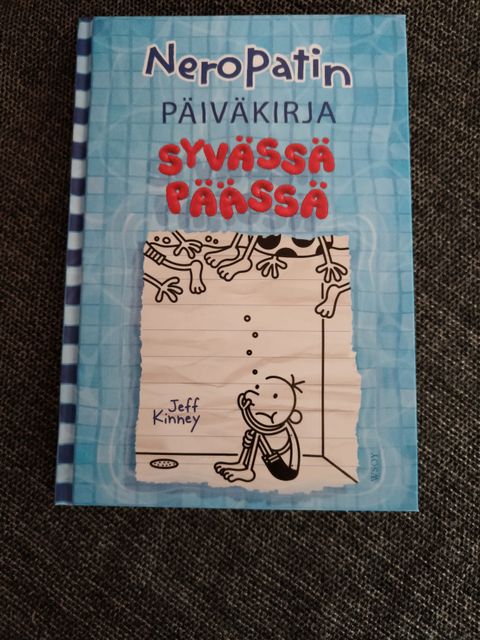 Neropatin
PÄIVÄKIRJA
SYVÄSSÄ
PÄÄSSÄ
Jeff
Kinney
WSOY